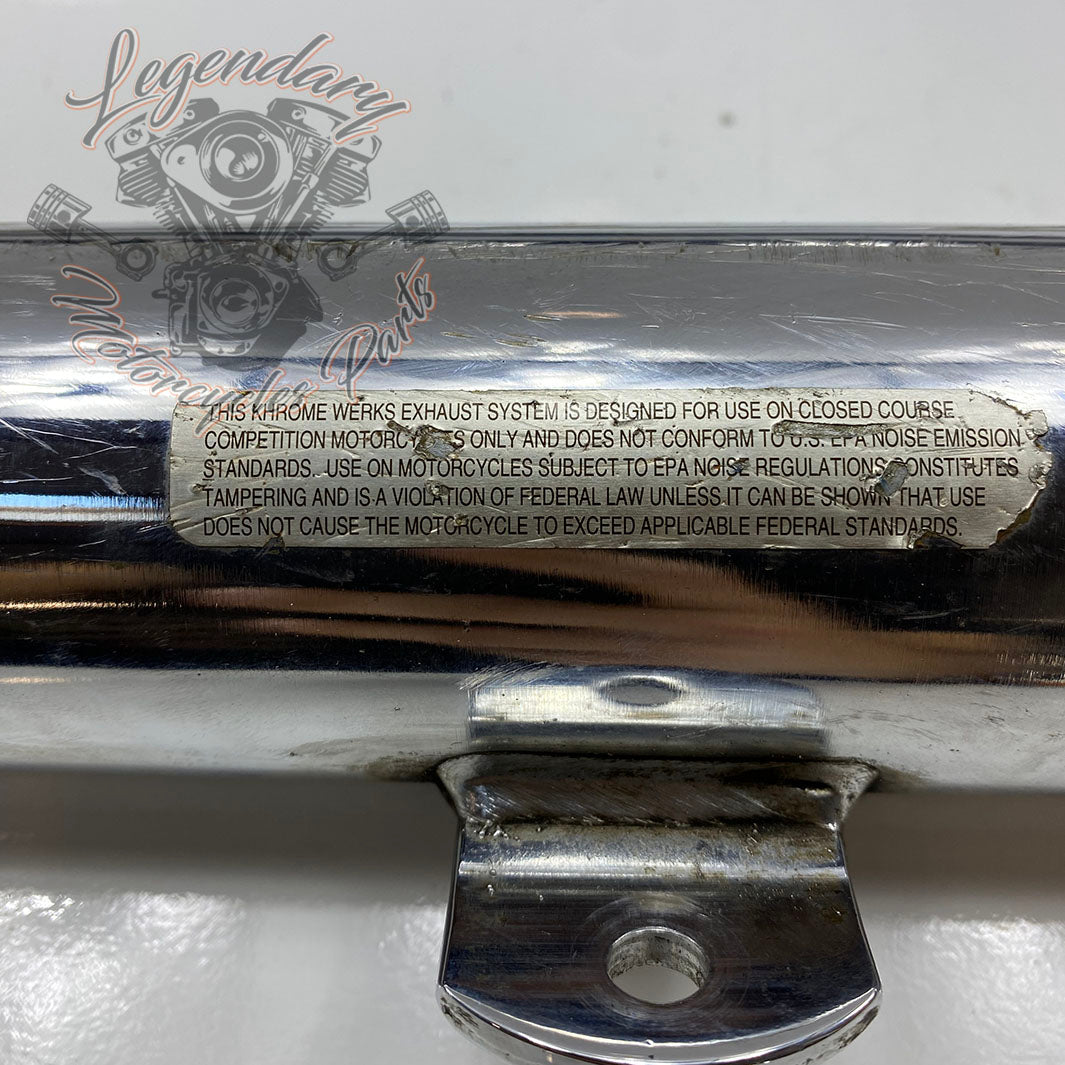 Legendary
Motorcycles Parts
THIS KHROME WERKS EXHAUST SYSTEM IS DESIGNED FOR USE ON CLOSED COURSE
COMPETITION MOTORCYCLES ONLY AND DOES NOT CONFORM TO U.S. EPA NOISE EMISSION
STANDARDS. USE ON MOTORCYCLES SUBJECT TO EPA NOISE REGULATIONS CONSTITUTES
TAMPERING AND IS A VIOLATION OF FEDERAL LAW UNLESS IT CAN BE SHOWN THAT USE
DOES NOT CAUSE THE MOTORCYCLE TO EXCEED APPLICABLE FEDERAL STANDARDS.